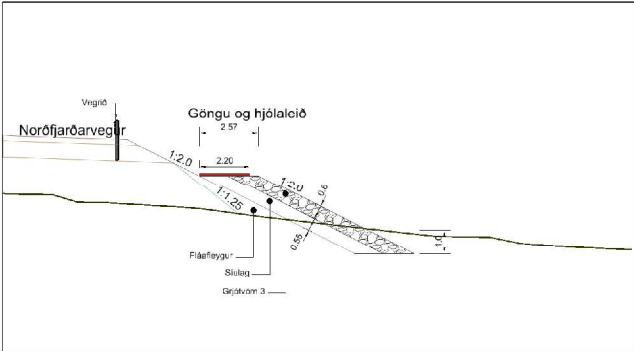 Vegrið
Göngu og hjólaleið
Norðfjarðarvegur
2.57
2.20
1:2.0
1:2.0
1:1.25
0.6
0.55
1.0
Fláafleygur
Síulag
Grjótvörn 3